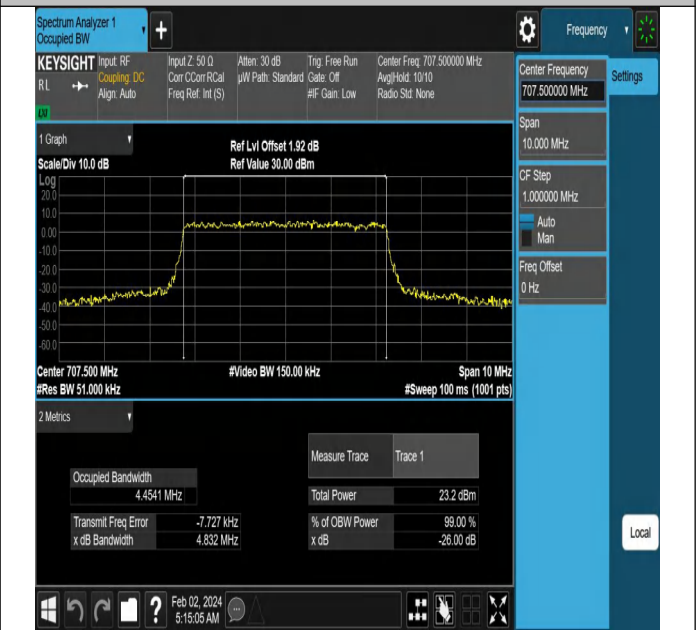 Spectrum Analyzer 1
Occupied BW
+
Frequency
KEYSIGHT
RL
Input: RF
Coupling: DC
Align: Auto
Input Z: 50 Ω
Corr CCorr RCal
Freq Ref: Int (S)
Atten: 30 dB
µW Path: Standard
Trig: Free Run
Gate: Off
#IF Gain: Low
Center Freq: 707.500000 MHz
Avg|Hold: 10/10
Radio Std: None
LXI
Center Frequency
707.500000 MHz
Settings
Span
10.000 MHz
CF Step
1.000000 MHz
Auto
Man
Freq Offset
0 Hz
1 Graph
Ref Lvl Offset 1.92 dB
Scale/Div 10.0 dB
Ref Value 30.00 dBm
Log
20.0
10.0
0.00
-10.0
-20.0
-30.0
-40.0
-50.0
-60.0
Center 707.500 MHz
#Video BW 150.00 kHz
Span 10 MHz
#Res BW 51.000 kHz
#Sweep 100 ms (1001 pts)
2 Metrics
Measure Trace Trace 1
Occupied Bandwidth
4.4541 MHz
Total Power 23.2 dBm
Transmit Freq Error -7.727 kHz
% of OBW Power 99.00 %
x dB Bandwidth 4.832 MHz
x dB -26.00 dB
Local
?
Feb 02, 2024
5:15:05 AM